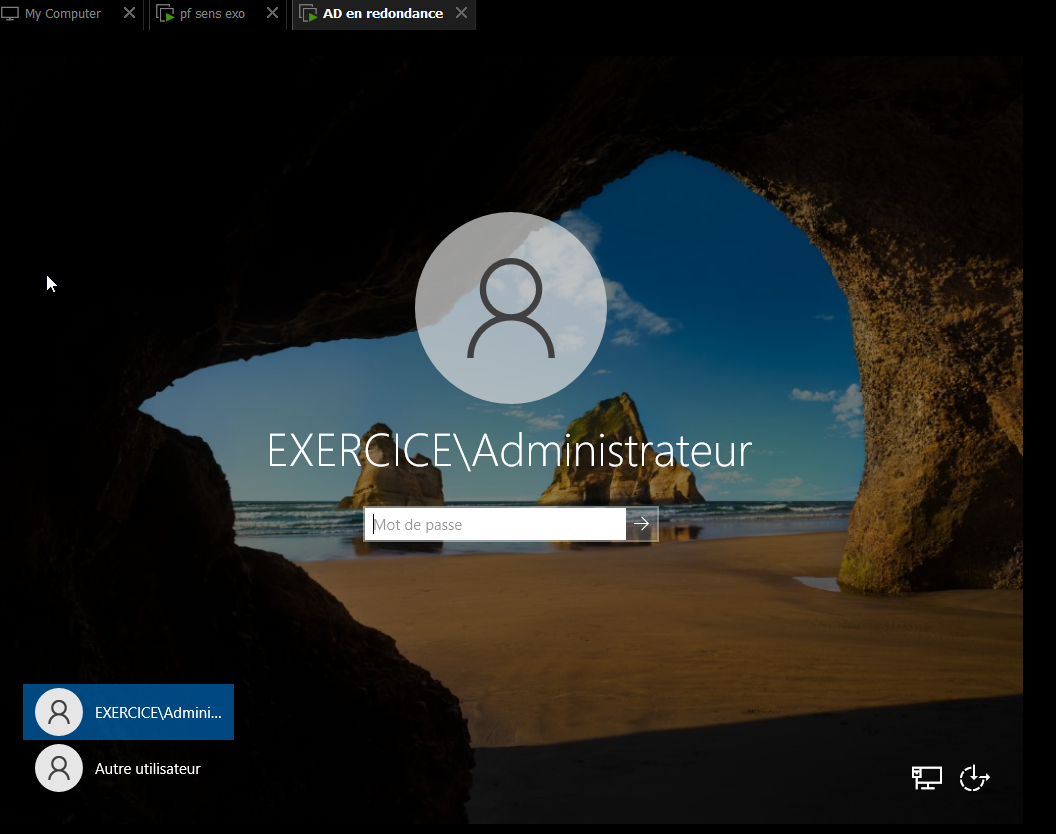 My Computer
pf sens exo
AD en redondance
EXERCICE\Administrateur
Mot de passe
EXERCICE\Admini...
Autre utilisateur